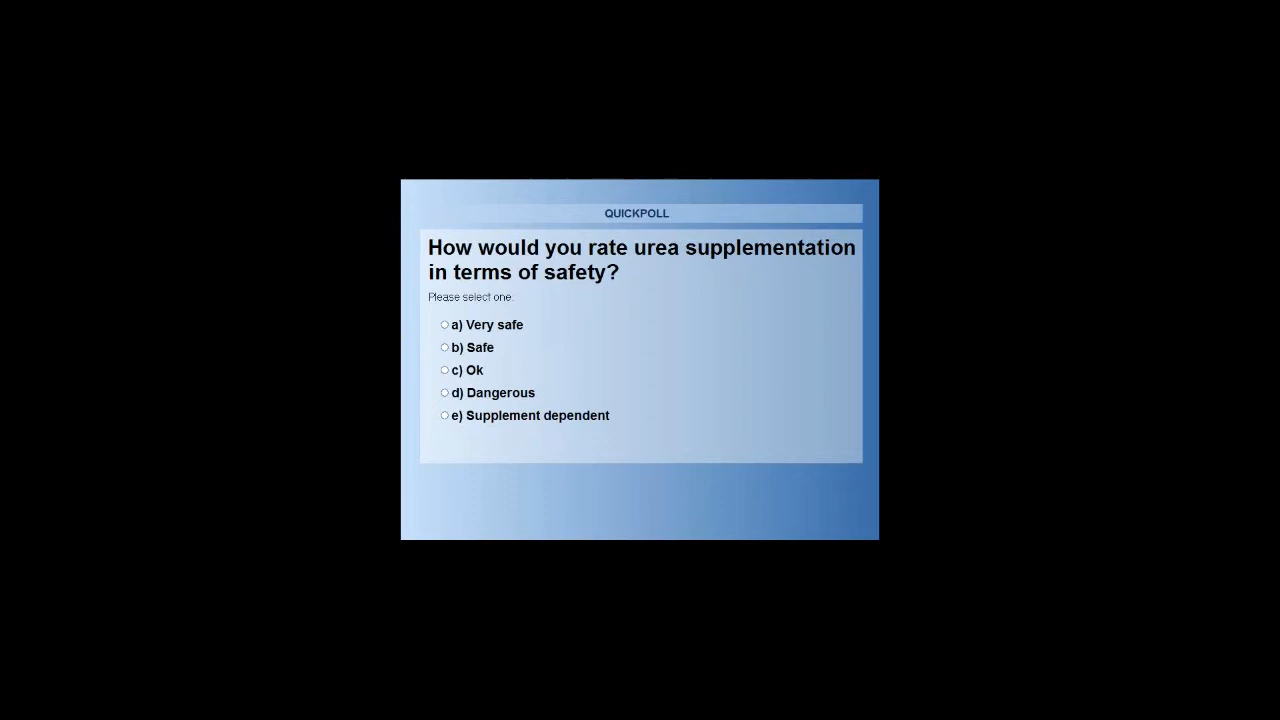 QUICKPOLL
How would you rate urea supplementation
in terms of safety?
Please select one.
a) Very safe
b) Safe
c) Ok
d) Dangerous
e) Supplement dependent